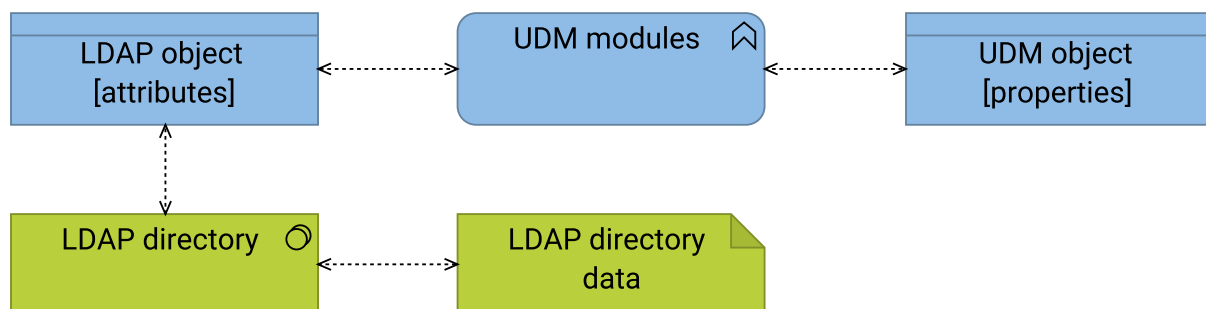 LDAP object
[attributes]
UDM modules
UDM object
[properties]
LDAP directory
LDAP directory
data